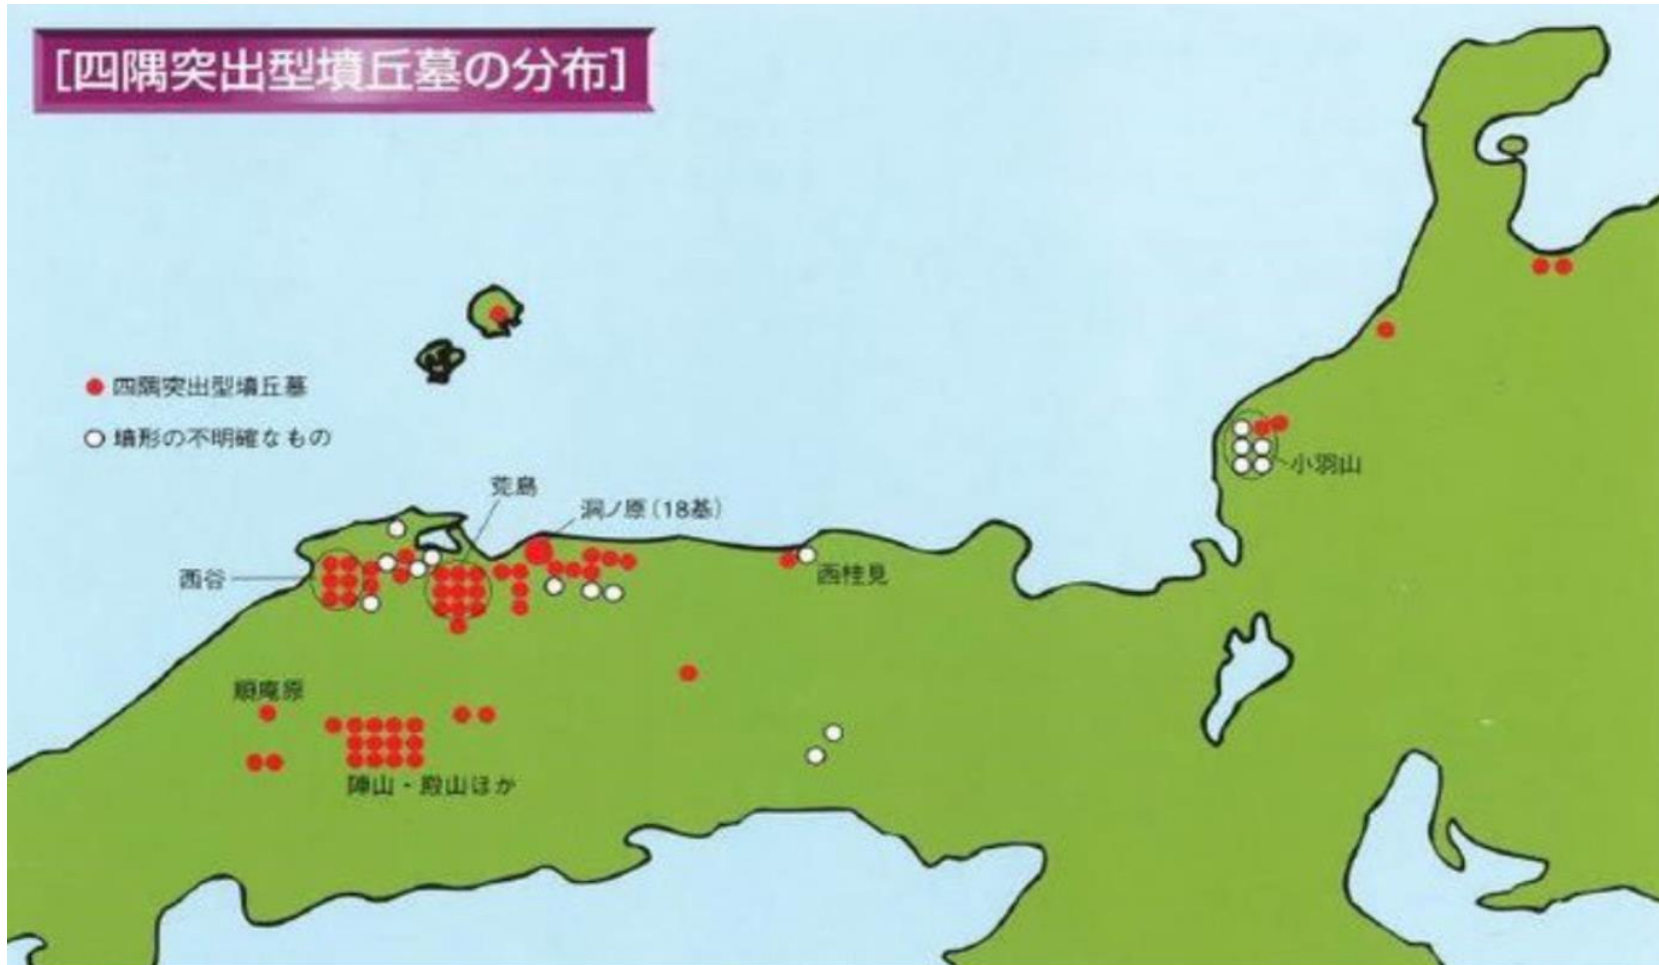 [四隅突出型墳丘墓の分布]
四隅突出型墳丘墓
墳形の不明確なもの
荒島
洞ノ原(18基)
西谷
西桂見
小羽山
順庵原
陣山・殿山ほか